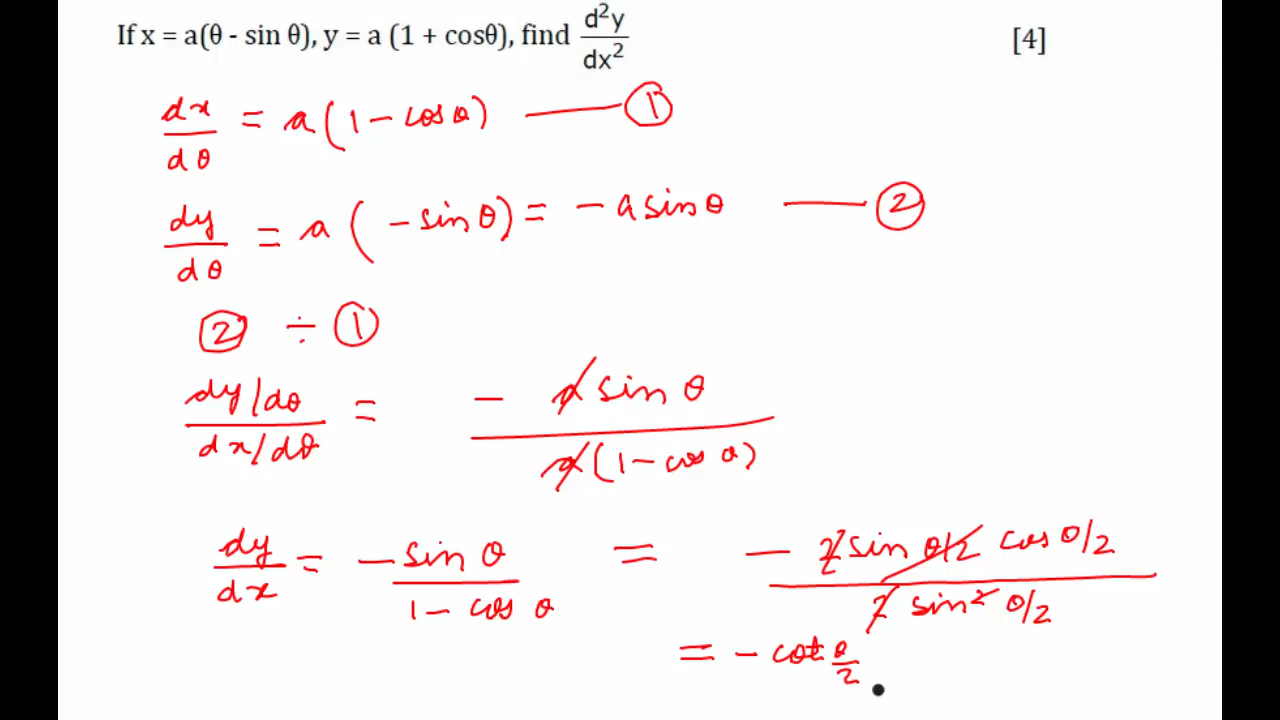 If x = a(θ - sin θ), y = a (1 + cosθ), find d²y/dx² [4]
dx/dθ = a(1 - cos θ) —— ①
dy/dθ = a( - sin θ) = - a sin θ —— ②
② ÷ ①
(dy/dθ)/(dx/dθ) = - a sin θ / a(1 - cos θ)
dy/dx = - sin θ / (1 - cos θ) = - 2 sin θ/2 cos θ/2 / 2 sin² θ/2
= - cot θ/2